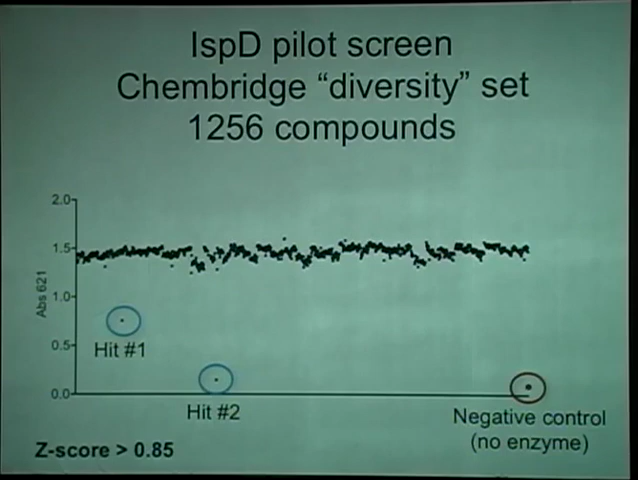 IspD pilot screen
Chembridge “diversity” set
1256 compounds
2.0
1.5
1.0
0.5
0.0
Abs 621
Hit #1
Hit #2
Negative control
(no enzyme)
Z-score > 0.85